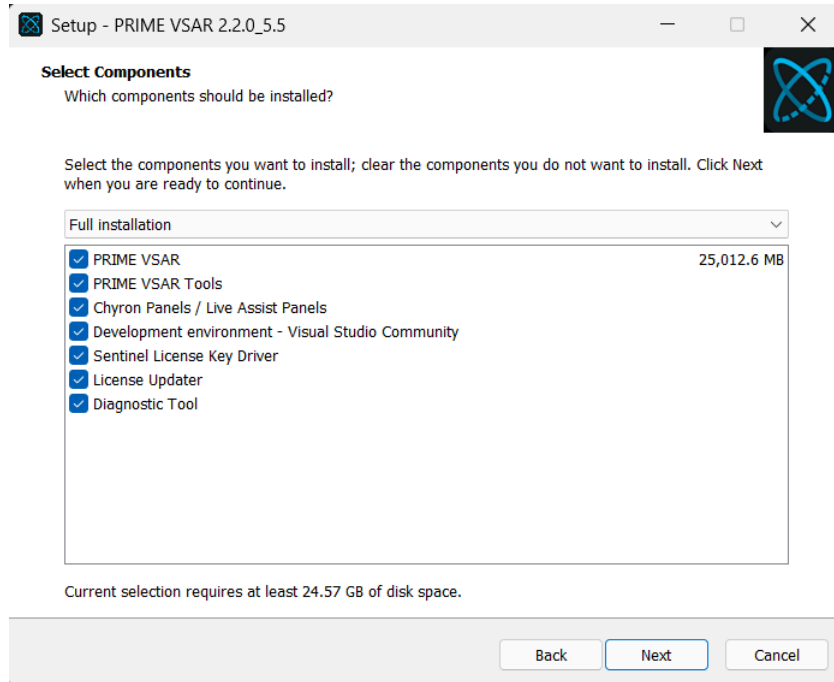 Setup - PRIME VSAR 2.2.0_5.5
Select Components
Which components should be installed?
Select the components you want to install; clear the components you do not want to install. Click Next
when you are ready to continue.
Full installation
PRIME VSAR 25,012.6 MB
PRIME VSAR Tools
Chyron Panels / Live Assist Panels
Development environment - Visual Studio Community
Sentinel License Key Driver
License Updater
Diagnostic Tool
Current selection requires at least 24.57 GB of disk space.
Back Next Cancel